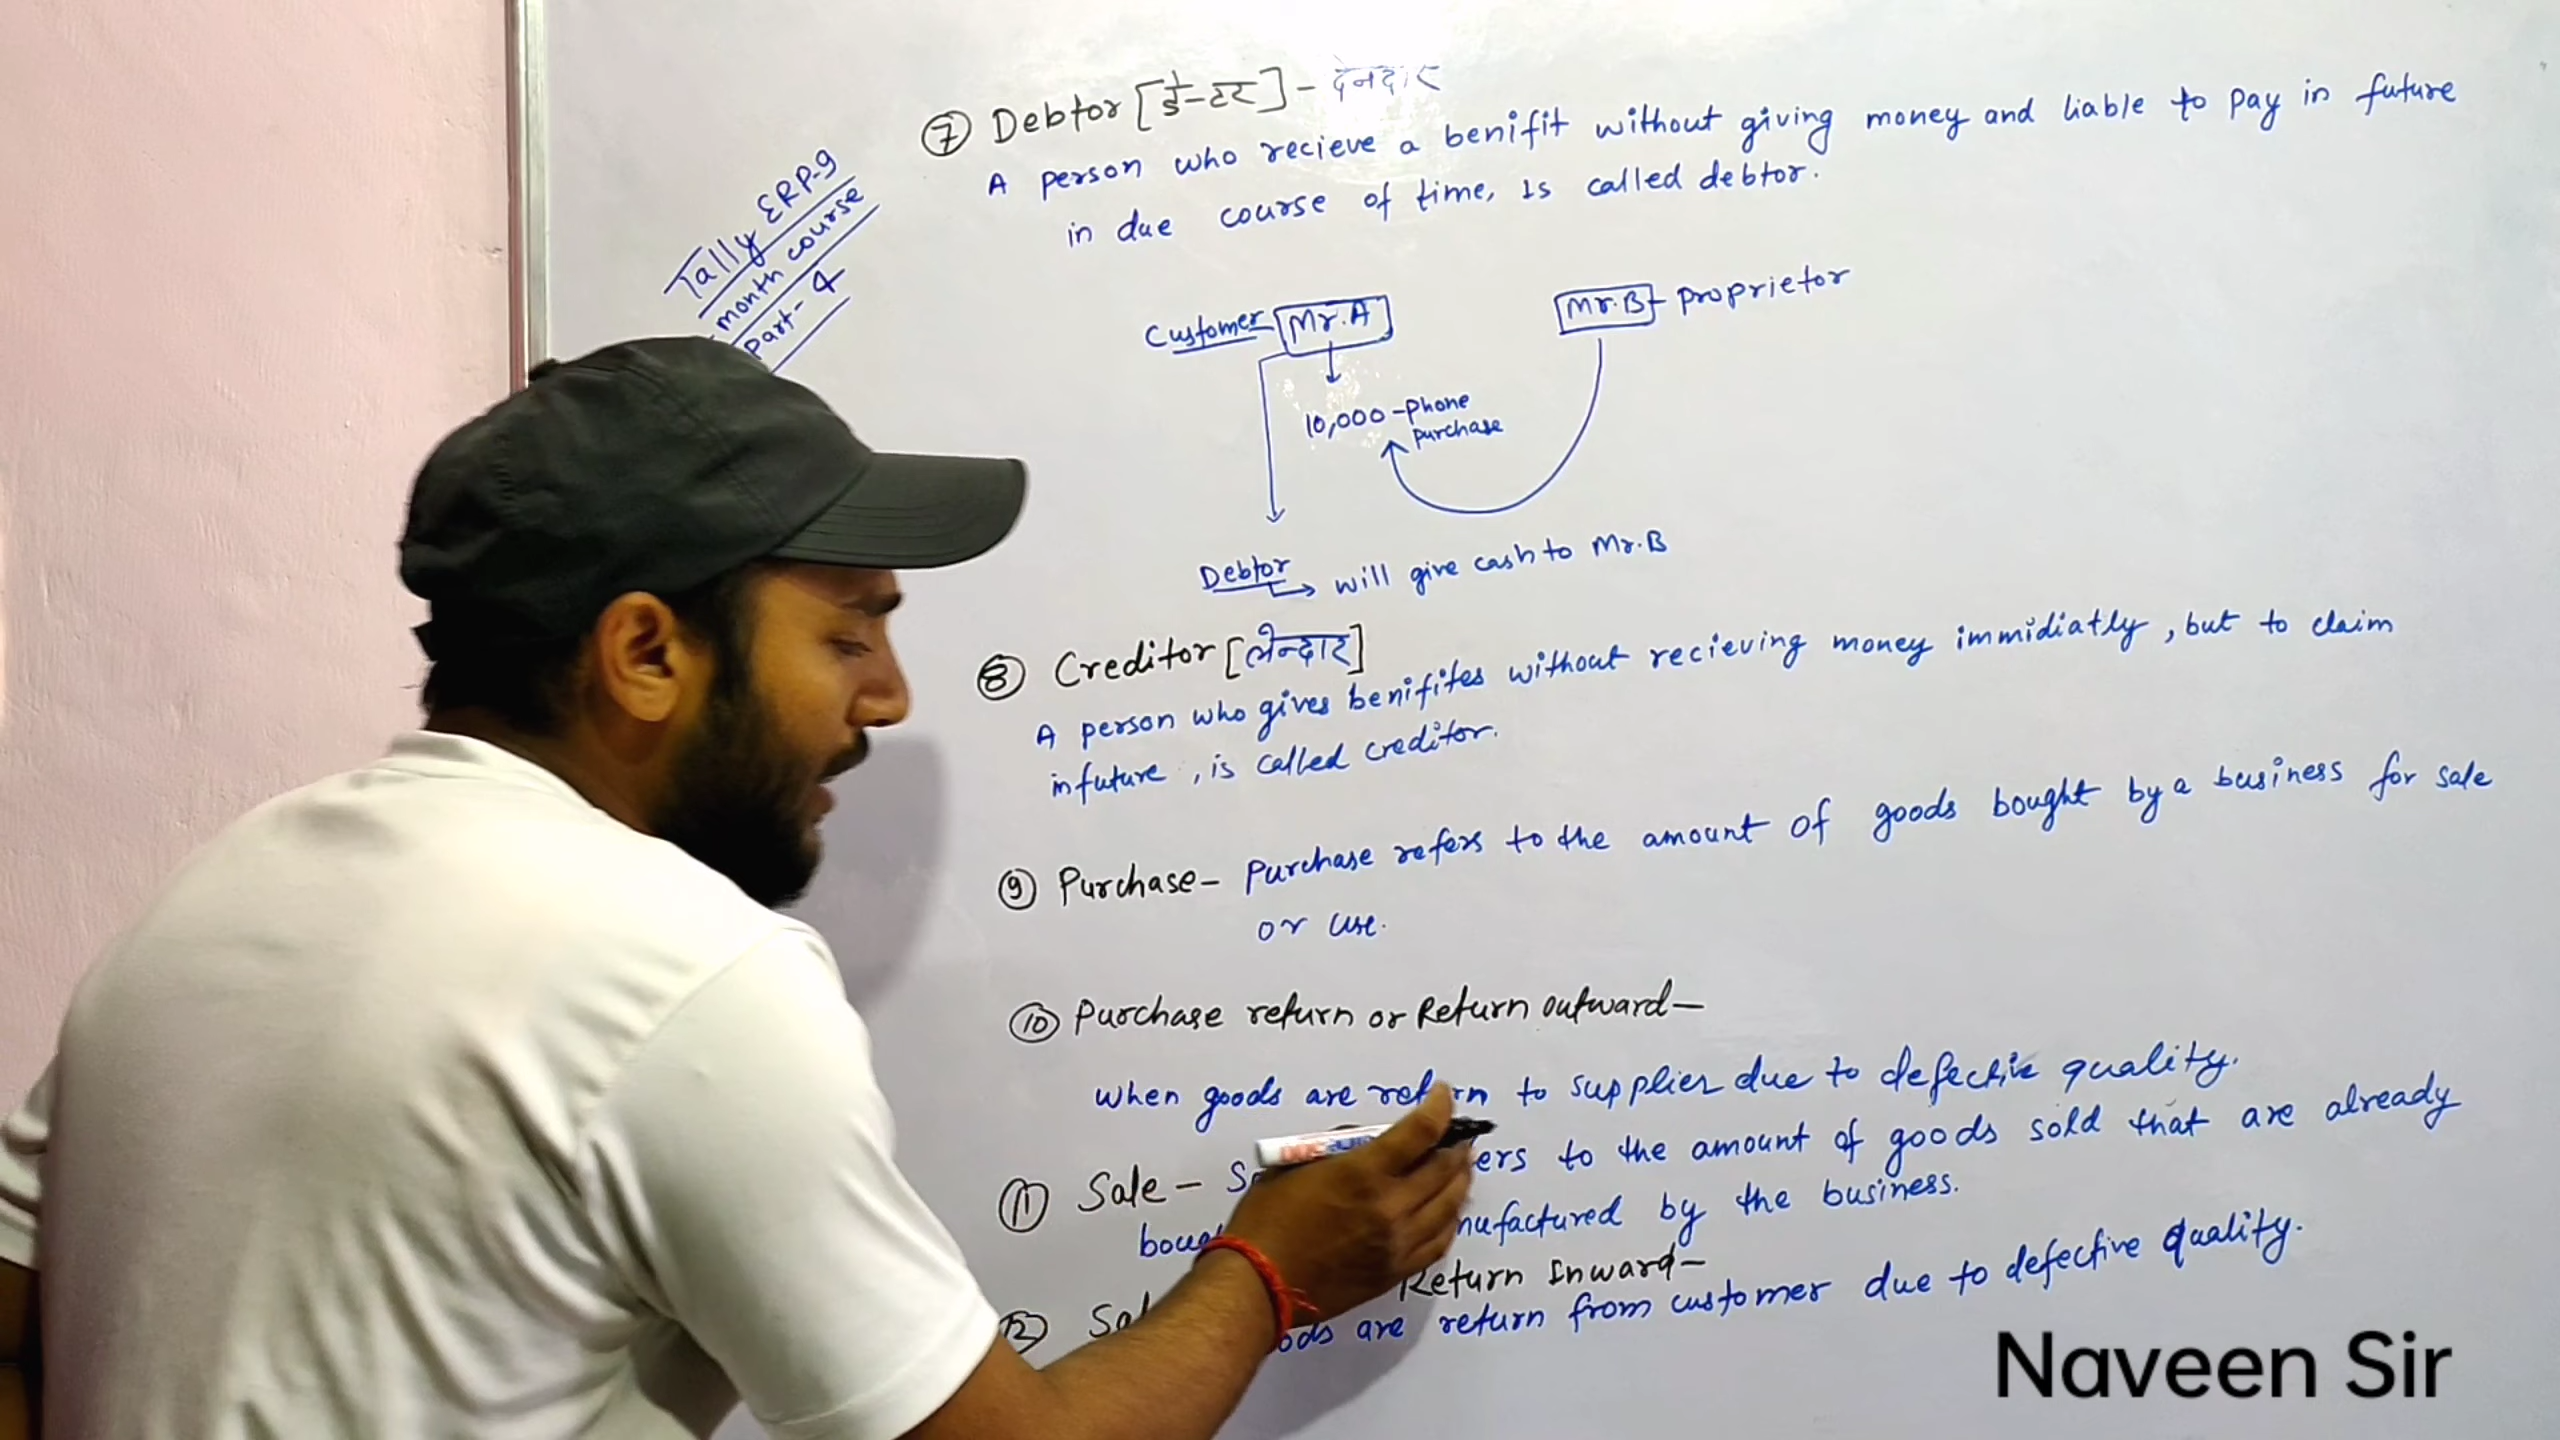 Tally ERP-9
month course
Part-4
⑦ Debtor [डे-टर] - देनदार
A person who recieve a benifit without giving money and liable to pay in future
in due course of time, is called debtor.
Customer Mr.A
Mr.B - proprietor
10,000 - Phone
purchase
Debtor → will give cash to Mr.B
⑧ Creditor [लेन्दार]
A person who gives benifites without recieving money immidiatly, but to claim
in future, is called creditor.
⑨ Purchase - Purchase refers to the amount of goods bought by a business for sale
or use.
⑩ Purchase return or Return outward -
when goods are return to supplier due to defective quality.
⑪ Sale - to the amount of goods sold that are already
by the business.
⑫ Return Inward -
are return from customer due to defective quality.
Naveen Sir